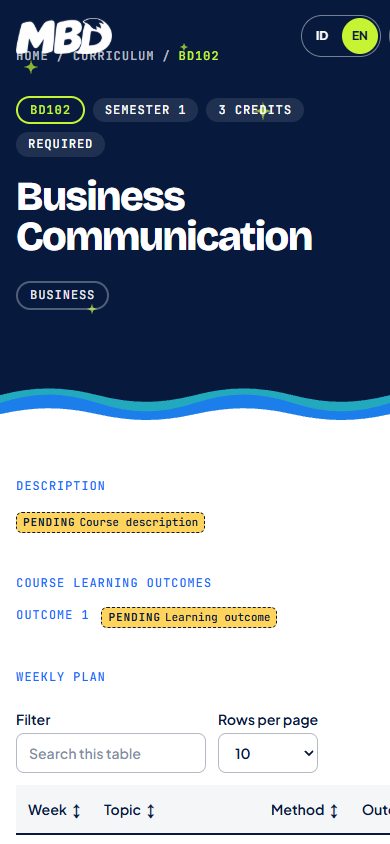 MBD
ID EN
HOME / CURRICULUM / BD102
BD102 SEMESTER 1 3 CREDITS
REQUIRED
Business
Communication
BUSINESS
DESCRIPTION
PENDING Course description
COURSE LEARNING OUTCOMES
OUTCOME 1 PENDING Learning outcome
WEEKLY PLAN
Filter Rows per page
Search this table 10
Week Topic Method Outc